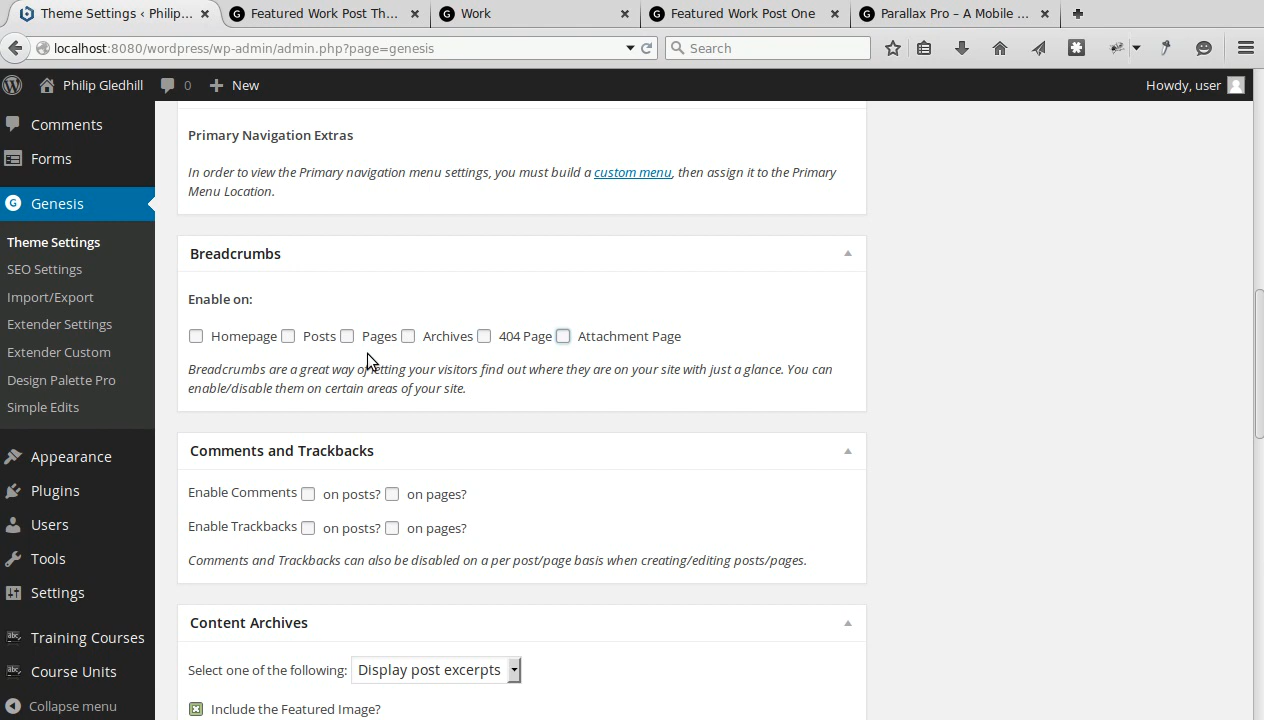 Theme Settings ‹ Philip... Featured Work Post Th... Work Featured Work Post One Parallax Pro – A Mobile ...
localhost:8080/wordpress/wp-admin/admin.php?page=genesis Search
Philip Gledhill 0 New Howdy, user
Comments
Forms
Genesis
Theme Settings
SEO Settings
Import/Export
Extender Settings
Extender Custom
Design Palette Pro
Simple Edits
Appearance
Plugins
Users
Tools
Settings
Training Courses
Course Units
Collapse menu
Primary Navigation Extras
In order to view the Primary navigation menu settings, you must build a custom menu, then assign it to the Primary
Menu Location.
Breadcrumbs
Enable on:
Homepage Posts Pages Archives 404 Page Attachment Page
Breadcrumbs are a great way of letting your visitors find out where they are on your site with just a glance. You can
enable/disable them on certain areas of your site.
Comments and Trackbacks
Enable Comments on posts? on pages?
Enable Trackbacks on posts? on pages?
Comments and Trackbacks can also be disabled on a per post/page basis when creating/editing posts/pages.
Content Archives
Select one of the following: Display post excerpts
Include the Featured Image?